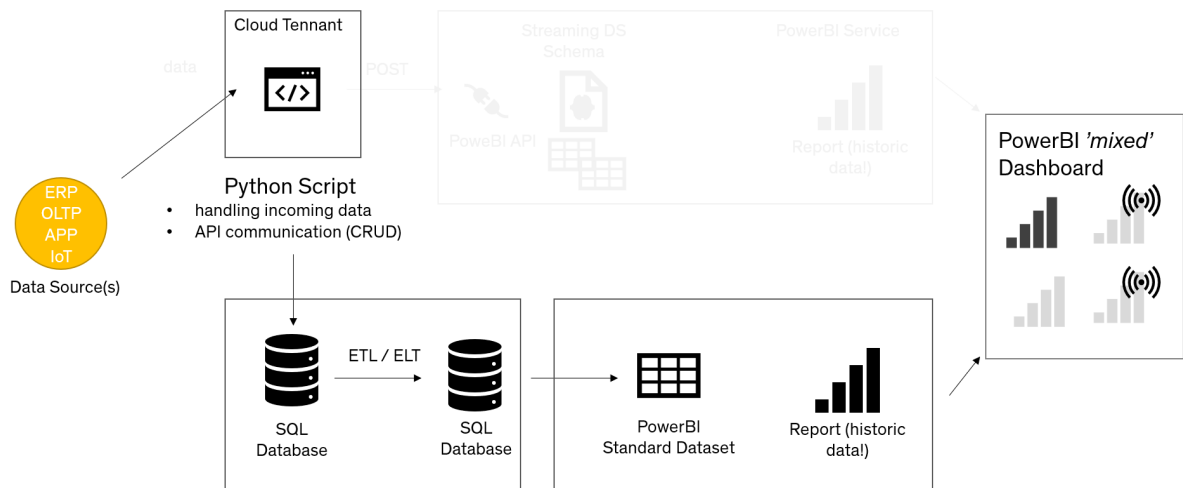 Cloud Tennant
</>
data
POST
Streaming DS
Schema
PowerBI Service
PoweBI API
Report (historic
data!)
PowerBI 'mixed'
Dashboard
ERP
OLTP
APP
IoT
Data Source(s)
Python Script
• handling incoming data
• API communication (CRUD)
ETL / ELT
SQL
Database
SQL
Database
PowerBI
Standard Dataset
Report (historic
data!)